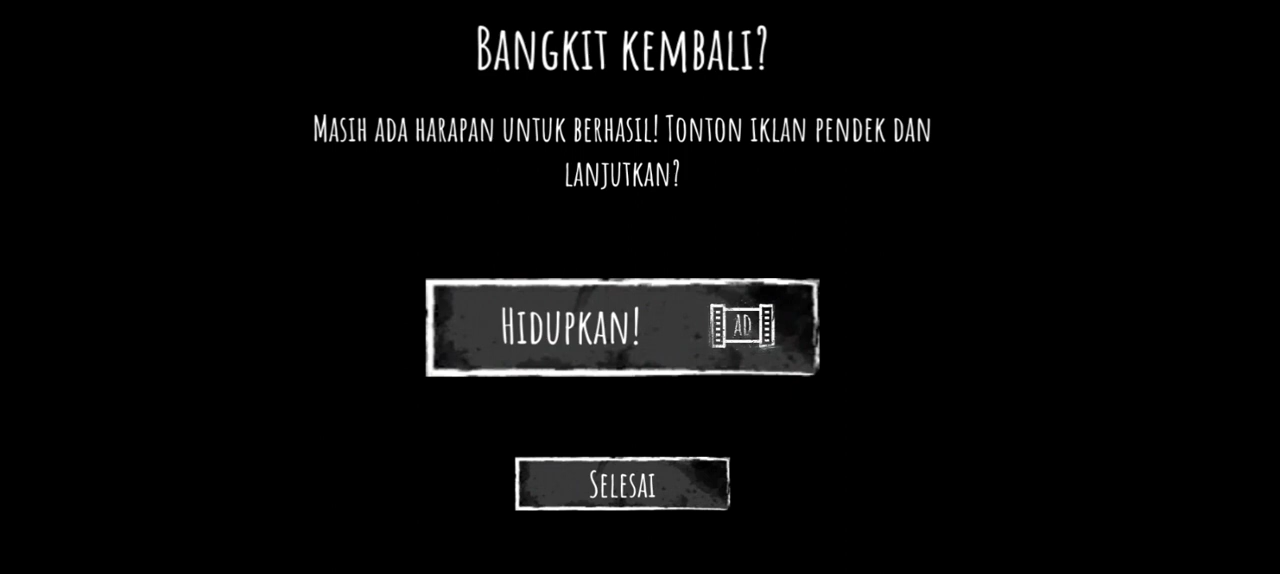 Bangkit kembali?
Masih ada harapan untuk berhasil! Tonton iklan pendek dan
lanjutkan?
Hidupkan!
AD
Selesai